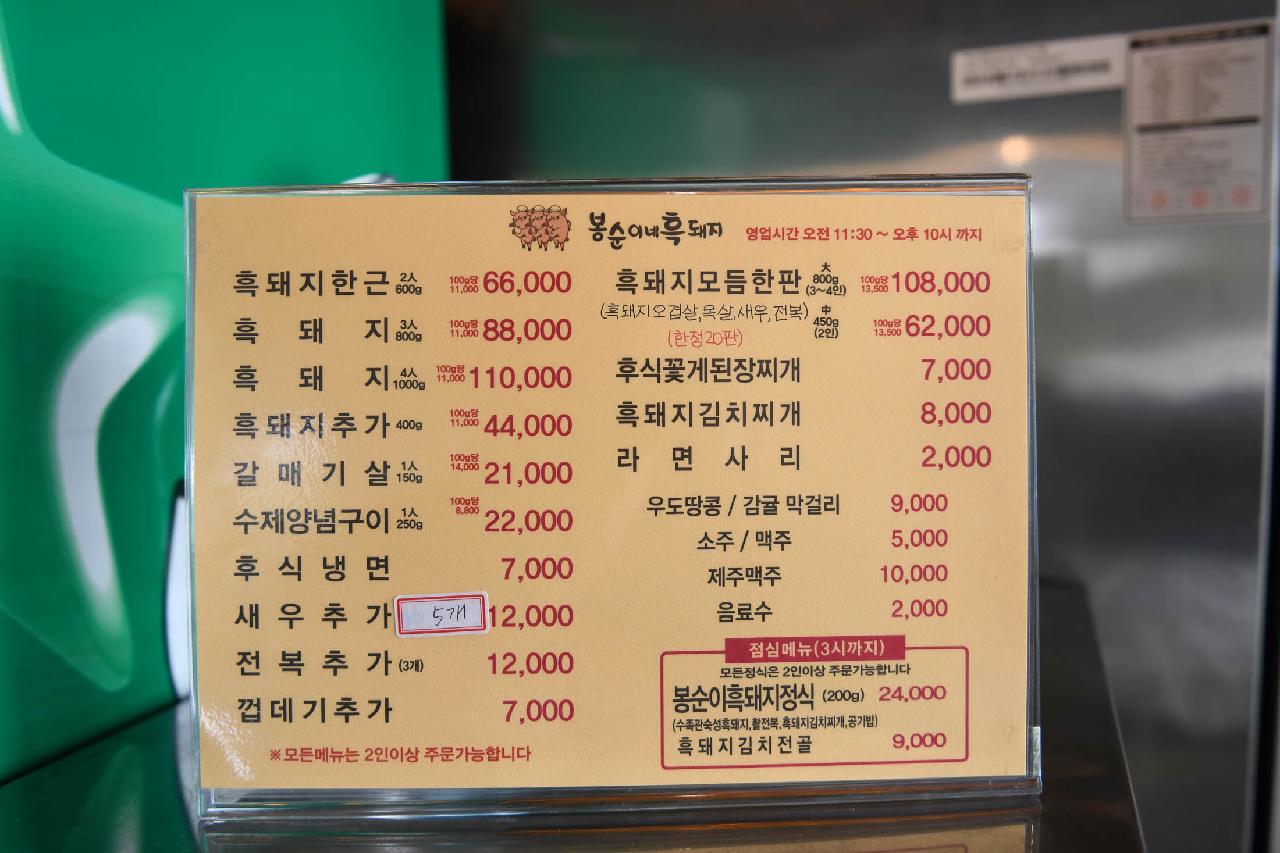 봉순이네흑돼지 영업시간 오전 11:30 ~ 오후 10시 까지
흑돼지한근 2人 600g 100g당 11,000 66,000
흑돼지 3人 800g 100g당 11,000 88,000
흑돼지 4人 1000g 100g당 11,000 110,000
흑돼지추가 400g 100g당 11,000 44,000
갈매기살 1人 150g 100g당 14,000 21,000
수제양념구이 1人 250g 100g당 8,800 22,000
후식냉면 7,000
새우추가 5개 12,000
전복추가 (3개) 12,000
껍데기추가 7,000
※모든메뉴는 2인이상 주문가능합니다
흑돼지모듬한판 大 800g (3~4인) 100g당 13,500 108,000
(흑돼지오겹살,목살,새우,전복) 中 450g (2인) 100g당 13,500 62,000
(한정20판)
후식꽃게된장찌개 7,000
흑돼지김치찌개 8,000
라면사리 2,000
우도땅콩 / 감귤 막걸리 9,000
소주 / 맥주 5,000
제주맥주 10,000
음료수 2,000
점심메뉴(3시까지)
모든정식은 2인이상 주문가능합니다
봉순이흑돼지정식 (200g) 24,000
(수족관숙성흑돼지,활전복,흑돼지김치찌개,공기밥)
흑돼지김치전골 9,000